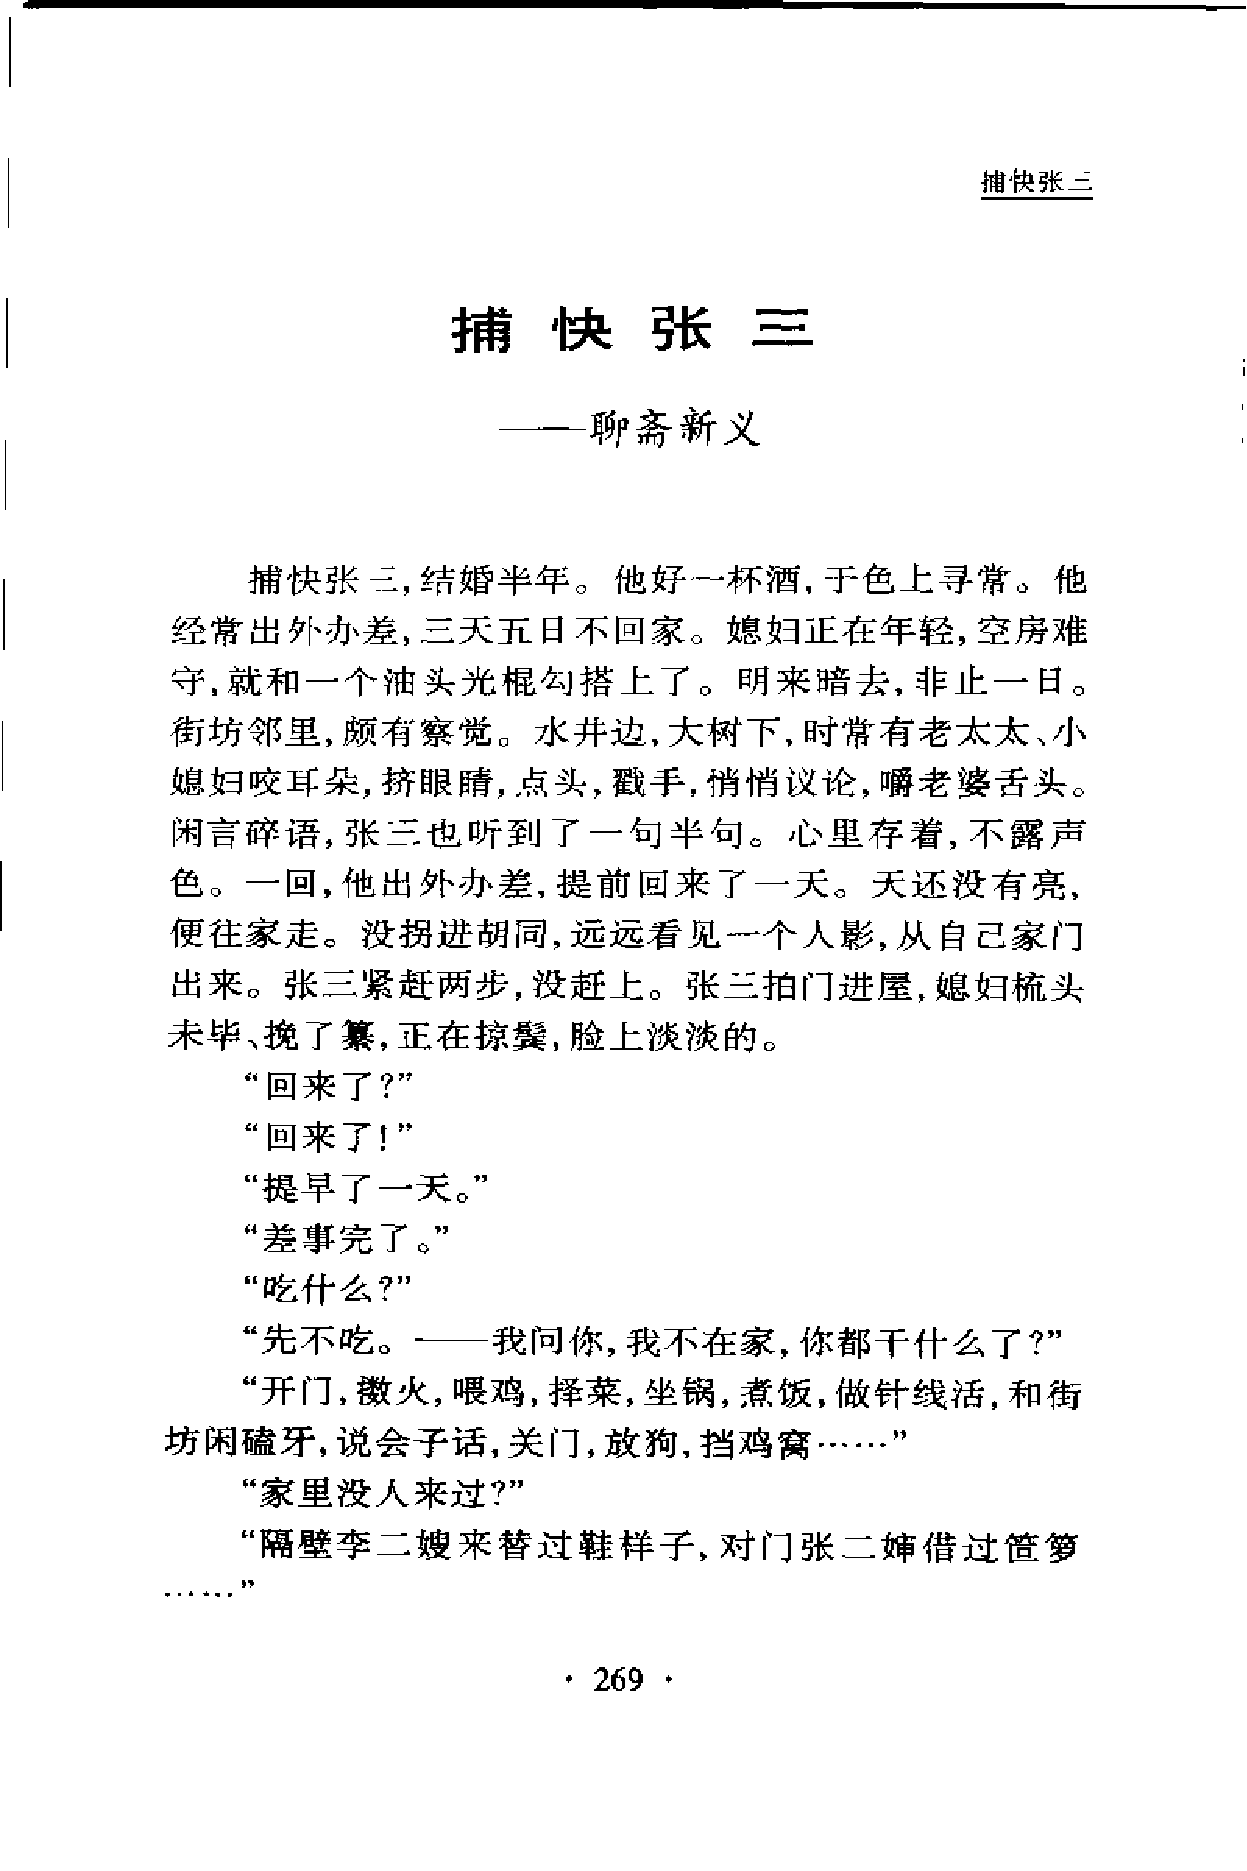 捕快张三
捕快张三
——聊斋新义
捕快张三,结婚半年。他好一杯酒,于色上寻常。他
经常出外办差,三天五日不回家。媳妇正在年轻,空房难
守,就和一个油头光棍勾搭上了。明来暗去,非止一日。
街坊邻里,颇有察觉。水井边,大树下,时常有老太太、小
媳妇咬耳朵,挤眼睛,点头,戳手,悄悄议论,嚼老婆舌头。
闲言碎语,张三也听到了一句半句。心里存着,不露声
色。一回,他出外办差,提前回来了一天。天还没有亮,
便往家走。没拐进胡同,远远看见一个人影,从自己家门
出来。张三紧赶两步,没赶上。张三拍门进屋,媳妇梳头
未毕、挽了纂,正在掠鬓,脸上淡淡的。
“回来了?”
“回来了!”
“提早了一天。”
“差事完了。”
“吃什么?”
“先不吃。——我问你,我不在家,你都干什么了?”
“开门,擞火,喂鸡,择菜,坐锅,煮饭,做针线活,和街
坊闲磕牙,说会子话,关门,放狗,挡鸡窝……”
“家里没人来过?”
“隔壁李二嫂来替过鞋样子,对门张二婶借过笸箩
……”
· 269 ·